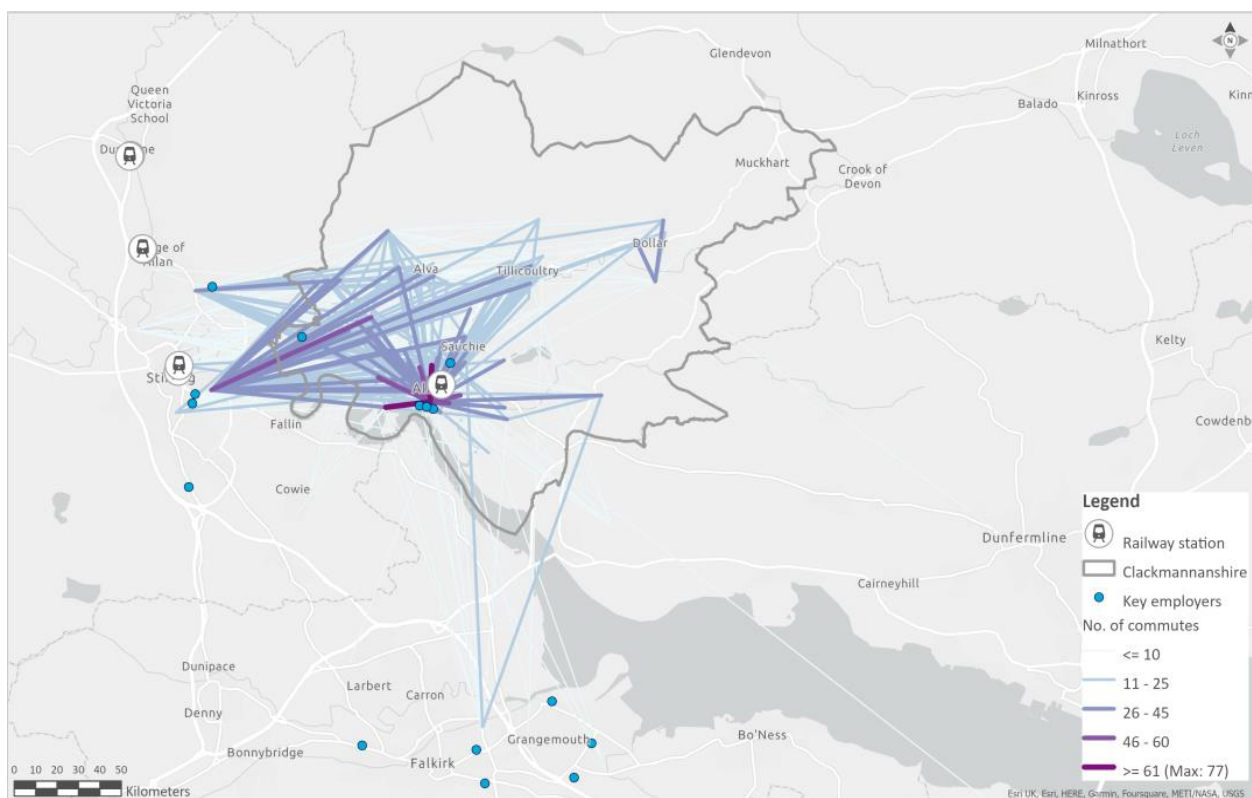 Glendevon
Milnathort
N
Queen
Victoria
School
Balado
Kinross
Loch
Leven
Muckhart
Crook of
Devon
Dollar
Alva
Tillicoultry
Kelty
Sauchie
Fallin
Cowie
Legend
Railway station
Clackmannanshire
Key employers
No. of commutes
<= 10
11 - 25
26 - 45
46 - 60
>= 61 (Max: 77)
Dunfermline
Cairneyhill
Dunipace
Larbert
Carron
Denny
Grangemouth
Bo'Ness
Bonnybridge
Falkirk
0 10 20 30 40 50
Kilometers
Esri UK, Esri, HERE, Garmin, Foursquare, METI/NASA, USGS